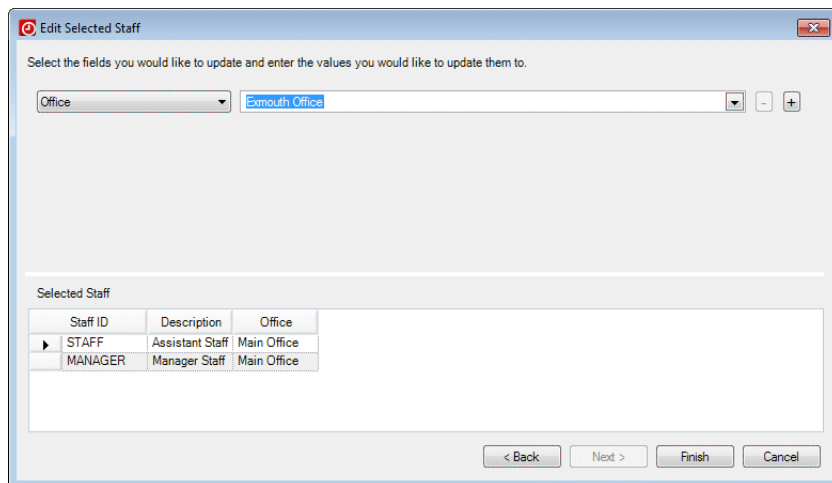 Edit Selected Staff
Select the fields you would like to update and enter the values you would like to update them to.
Office Exmouth Office - +
Selected Staff
Staff ID Description Office
STAFF Assistant Staff Main Office
MANAGER Manager Staff Main Office
< Back Next > Finish Cancel